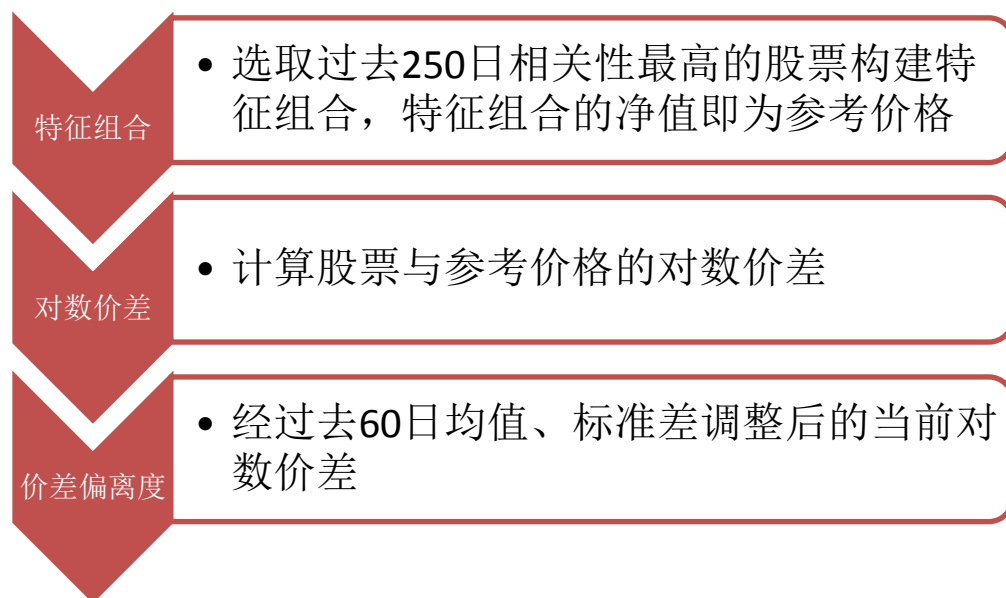 特征组合
• 选取过去250日相关性最高的股票构建特
征组合，特征组合的净值即为参考价格
对数价差
• 计算股票与参考价格的对数价差
价差偏离度
• 经过去60日均值、标准差调整后的当前对
数价差